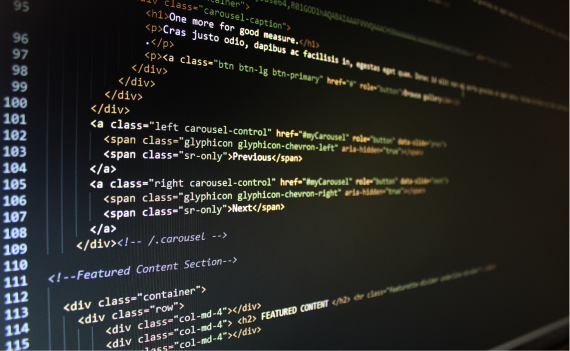 95
<div class="carousel-caption">
<h1>One more for good measure.</h1>
96
<p>Cras justo odio, dapibus ac facilisis in, egestas eget quam. Donec id elit non mi
.</p>
97
<p><a class="btn btn-lg btn-primary" href="#" role="button">Browse gallery
98
</div>
99
</div>
100
</div>
101
</div>
102
<a class="left carousel-control" href="#myCarousel" role="button" data-slide="prev">
103
<span class="glyphicon glyphicon-chevron-left" aria-hidden="true"></span>
104
<span class="sr-only">Previous</span>
105
</a>
106
<a class="right carousel-control" href="#myCarousel" role="button" data-slide="next">
107
<span class="glyphicon glyphicon-chevron-right" aria-hidden="true"></span>
108
<span class="sr-only">Next</span>
109
</a>
110
</div><!-- /.carousel -->
111
<!--Featured Content Section-->
112
<div class="container">
113
<div class="row">
114
<div class="col-md-4"></div>
115
<div class="col-md-4"> <h2> FEATURED CONTENT </h2> <hr class=
<div class="col-md-4"></div>